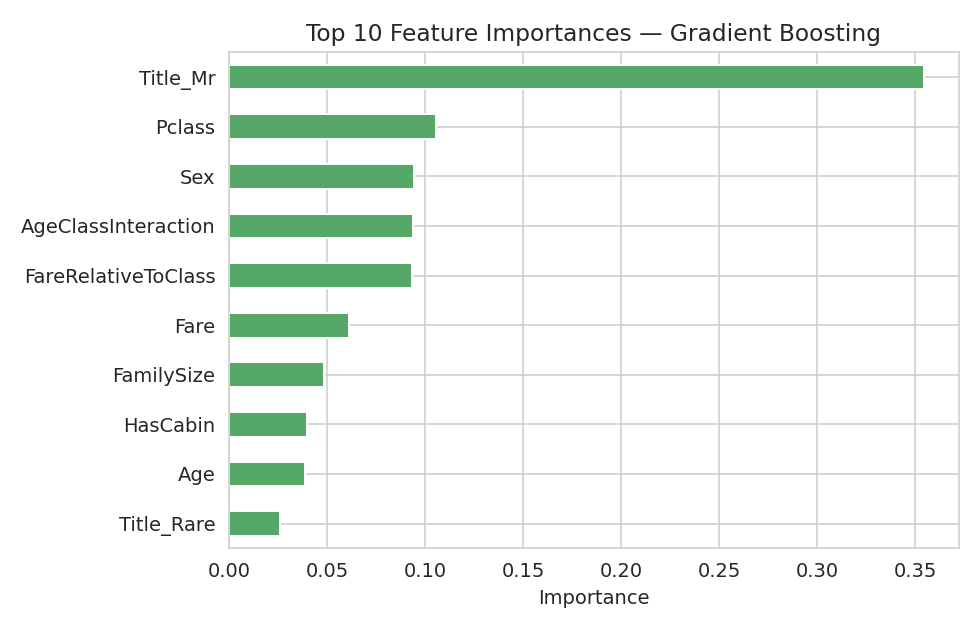 Top 10 Feature Importances — Gradient Boosting
Title_Mr
Pclass
Sex
AgeClassInteraction
FareRelativeToClass
Fare
FamilySize
HasCabin
Age
Title_Rare
0.00 0.05 0.10 0.15 0.20 0.25 0.30 0.35
Importance